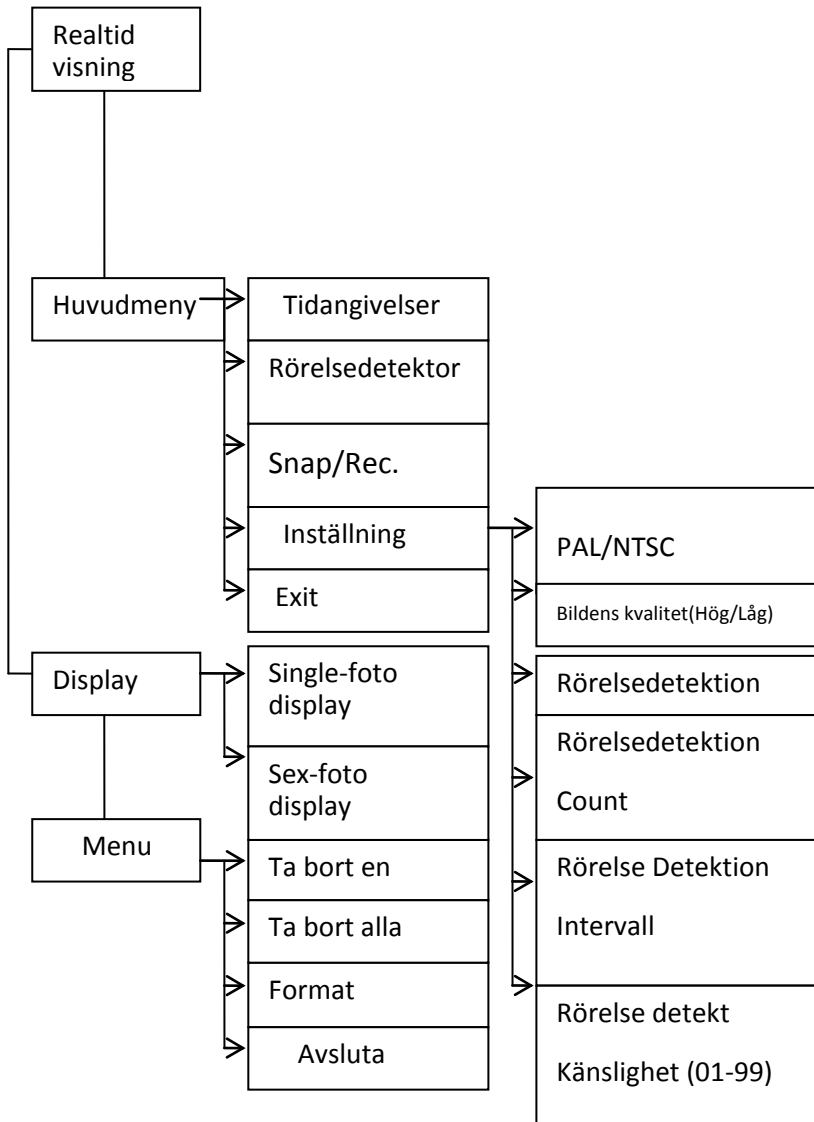 Realtid
visning
Huvudmeny
Tidangivelser
Rörelsedetektor
Snap/Rec.
Inställning
Exit
PAL/NTSC
Bildens kvalitet(Hög/Låg)
Rörelsedetektion
Rörelsedetektion
Count
Rörelse Detektion
Intervall
Rörelse detekt
Känslighet (01-99)
Display
Single-foto
display
Sex-foto
display
Menu
Ta bort en
Ta bort alla
Format
Avsluta